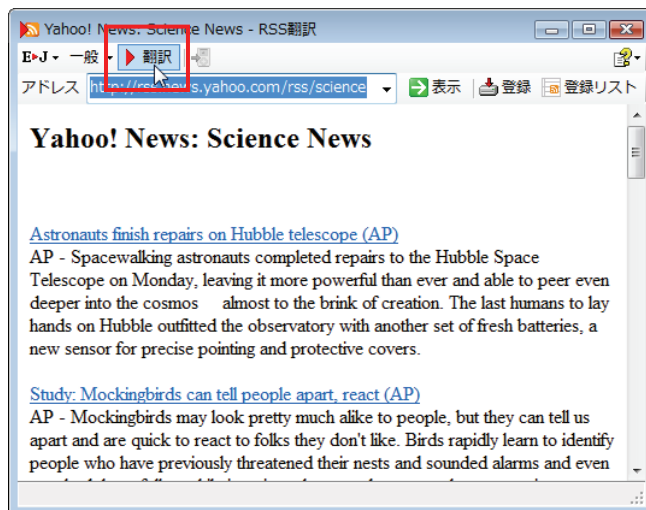 Yahoo! News: Science News - RSS翻訳
E▸J 一般 翻訳
アドレス http://rss.news.yahoo.com/rss/science 表示 登録 登録リスト
Yahoo! News: Science News
Astronauts finish repairs on Hubble telescope (AP)
AP - Spacewalking astronauts completed repairs to the Hubble Space
Telescope on Monday, leaving it more powerful than ever and able to peer even
deeper into the cosmos almost to the brink of creation. The last humans to lay
hands on Hubble outfitted the observatory with another set of fresh batteries, a
new sensor for precise pointing and protective covers.
Study: Mockingbirds can tell people apart, react (AP)
AP - Mockingbirds may look pretty much alike to people, but they can tell us
apart and are quick to react to folks they don't like. Birds rapidly learn to identify
people who have previously threatened their nests and sounded alarms and even